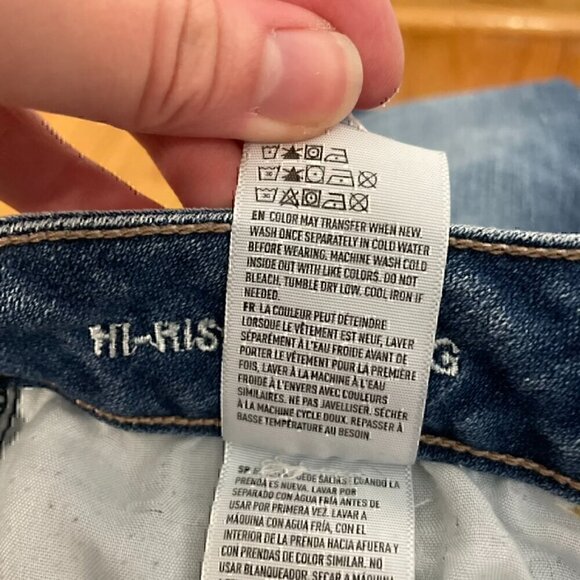 EN COLOR MAY TRANSFER WHEN NEW.
WASH ONCE SEPARATELY IN COLD WATER
BEFORE WEARING. MACHINE WASH COLD
INSIDE OUT WITH LIKE COLORS. DO NOT
BLEACH. TUMBLE DRY LOW. COOL IRON IF
NEEDED.
FR LA COULEUR PEUT DÉTEINDRE
LORSQUE LE VÊTEMENT EST NEUF, LAVER
SÉPARÉMENT À L'EAU FROIDE AVANT DE
PORTER LE VÊTEMENT POUR LA PREMIÈRE
FOIS, LAVER À LA MACHINE À L'EAU
FROIDE À L'ENVERS AVEC COULEURS
SIMILAIRES. NE PAS JAVELLISER. SÉCHER
À LA MACHINE CYCLE DOUX. REPASSER À
BASSE TEMPÉRATURE AU BESOIN.
HI-RIS
G
SP
PRENDA ES NUEVA. LAVAR POR
SEPARADO CON AGUA FRÍA ANTES DE
USAR POR PRIMERA VEZ. LAVAR A
MÁQUINA CON AGUA FRÍA, CON EL
INTERIOR DE LA PRENDA HACIA AFUERA Y
CON PRENDAS DE COLOR SIMILAR. NO
USAR BLANQUEADOR. SECAR A MÁQUINA